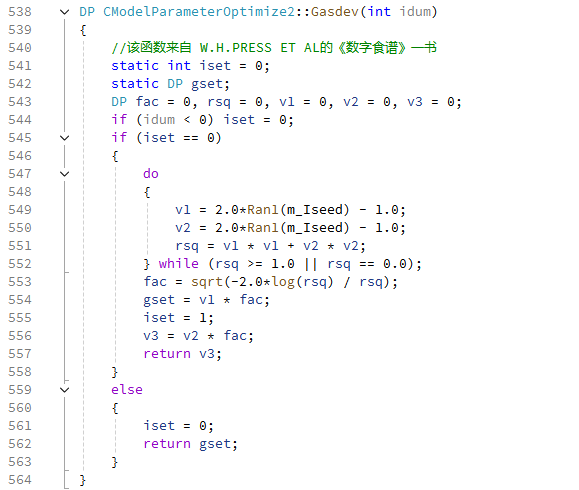 538 DP CModelParameterOptimize2::Gasdev(int idum)
539 {
540 //该函数来自 W.H.PRESS ET AL的《数字食谱》一书
541 static int iset = 0;
542 static DP gset;
543 DP fac = 0, rsq = 0, v1 = 0, v2 = 0, v3 = 0;
544 if (idum < 0) iset = 0;
545 if (iset == 0)
546 {
547 do
548 {
549 v1 = 2.0*Ran1(m_Iseed) - 1.0;
550 v2 = 2.0*Ran1(m_Iseed) - 1.0;
551 rsq = v1 * v1 + v2 * v2;
552 } while (rsq >= 1.0 || rsq == 0.0);
553 fac = sqrt(-2.0*log(rsq) / rsq);
554 gset = v1 * fac;
555 iset = 1;
556 v3 = v2 * fac;
557 return v3;
558 }
559 else
560 {
561 iset = 0;
562 return gset;
563 }
564 }